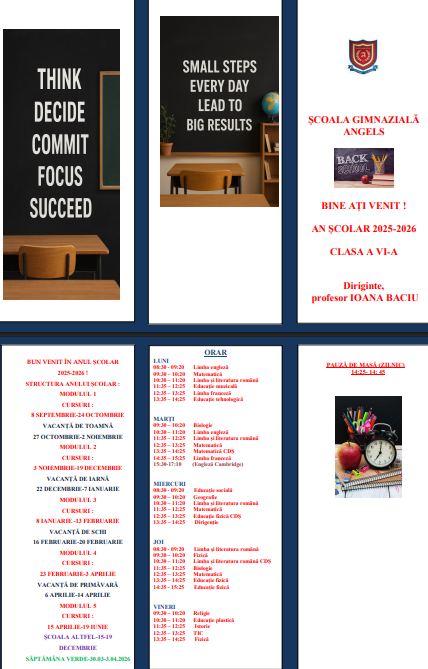 THINK
DECIDE
COMMIT
FOCUS
SUCCEED
SMALL STEPS
EVERY DAY
LEAD TO
BIG RESULTS
ȘCOALA GIMNAZIALĂ
ANGELS
BACK
SCHOOL
BINE AȚI VENIT !
AN ȘCOLAR 2025-2026
CLASA A VI-A
Diriginte,
profesor IOANA BACIU
BUN VENIT ÎN ANUL ȘCOLAR
2025-2026 !
STRUCTURA ANULUI ȘCOLAR :
MODULUL 1
CURSURI :
8 SEPTEMBRIE-24 OCTOMBRIE
VACANȚĂ DE TOAMNĂ
27 OCTOMBRIE-2 NOIEMBRIE
MODULUL 2
CURSURI :
3 NOIEMBRIE-19 DECEMBRIE
VACANȚĂ DE IARNĂ
22 DECEMBRIE-7 IANUARIE
MODULUL 3
CURSURI :
8 IANUARIE -13 FEBRUARIE
VACANȚĂ DE SCHI
16 FEBRUARIE-20 FEBRUARIE
MODULUL 4
CURSURI :
23 FEBRUARIE-3 APRILIE
VACANȚĂ DE PRIMĂVARĂ
6 APRILIE-14 APRILIE
MODULUL 5
CURSURI :
15 APRILIE-19 IUNIE
ȘCOALA ALTFEL-15-19
DECEMBRIE
SĂPTĂMÂNA VERDE-30.03-3.04.2026
ORAR
LUNI
08:30 - 09:20 Limba engleză
09:30 – 10:20 Matematică
10:30 – 11:20 Limba și literatura română
11:35 – 12:25 Educație muzicală
12:35 – 13:25 Limba franceză
13:35 – 14:25 Educație tehnologică
MARȚI
09:30 – 10:20 Biologie
10:30 – 11:20 Limba engleză
11:35 – 12:25 Limba și literatura română
12:35 – 13:25 Matematică
13:35 – 14:25 Matematică CDȘ
14:35 – 15:25 Limba franceză
15:30-17:10 (Engleză Cambridge)
MIERCURI
08:30 – 09:20 Educație socială
09:30 – 10:20 Geografie
10:30 – 11:20 Limba și literatura română
11:35 – 12:25 Matematică
12:35 – 13:25 Educație fizică CDȘ
13:35 – 14:25 Dirigenție
JOI
08:30 – 09:20 Limba și literatura română
09:30 – 10:20 Fizică
10:30 – 11:20 Limba și literatura română CDȘ
11:35 – 12:25 Biologie
12:35 – 13:25 Matematică
13:35 – 14:25 Educație fizică
14:35 - 15:25 Educație fizică
VINERI
09:30 – 10:20 Religie
10:30 – 11:20 Educație plastică
11:35 – 12:25 Istorie
12:35 – 13:25 TIC
13:35 – 14:25 Fizică
PAUZĂ DE MASĂ (ZILNIC)
14:25- 14: 45